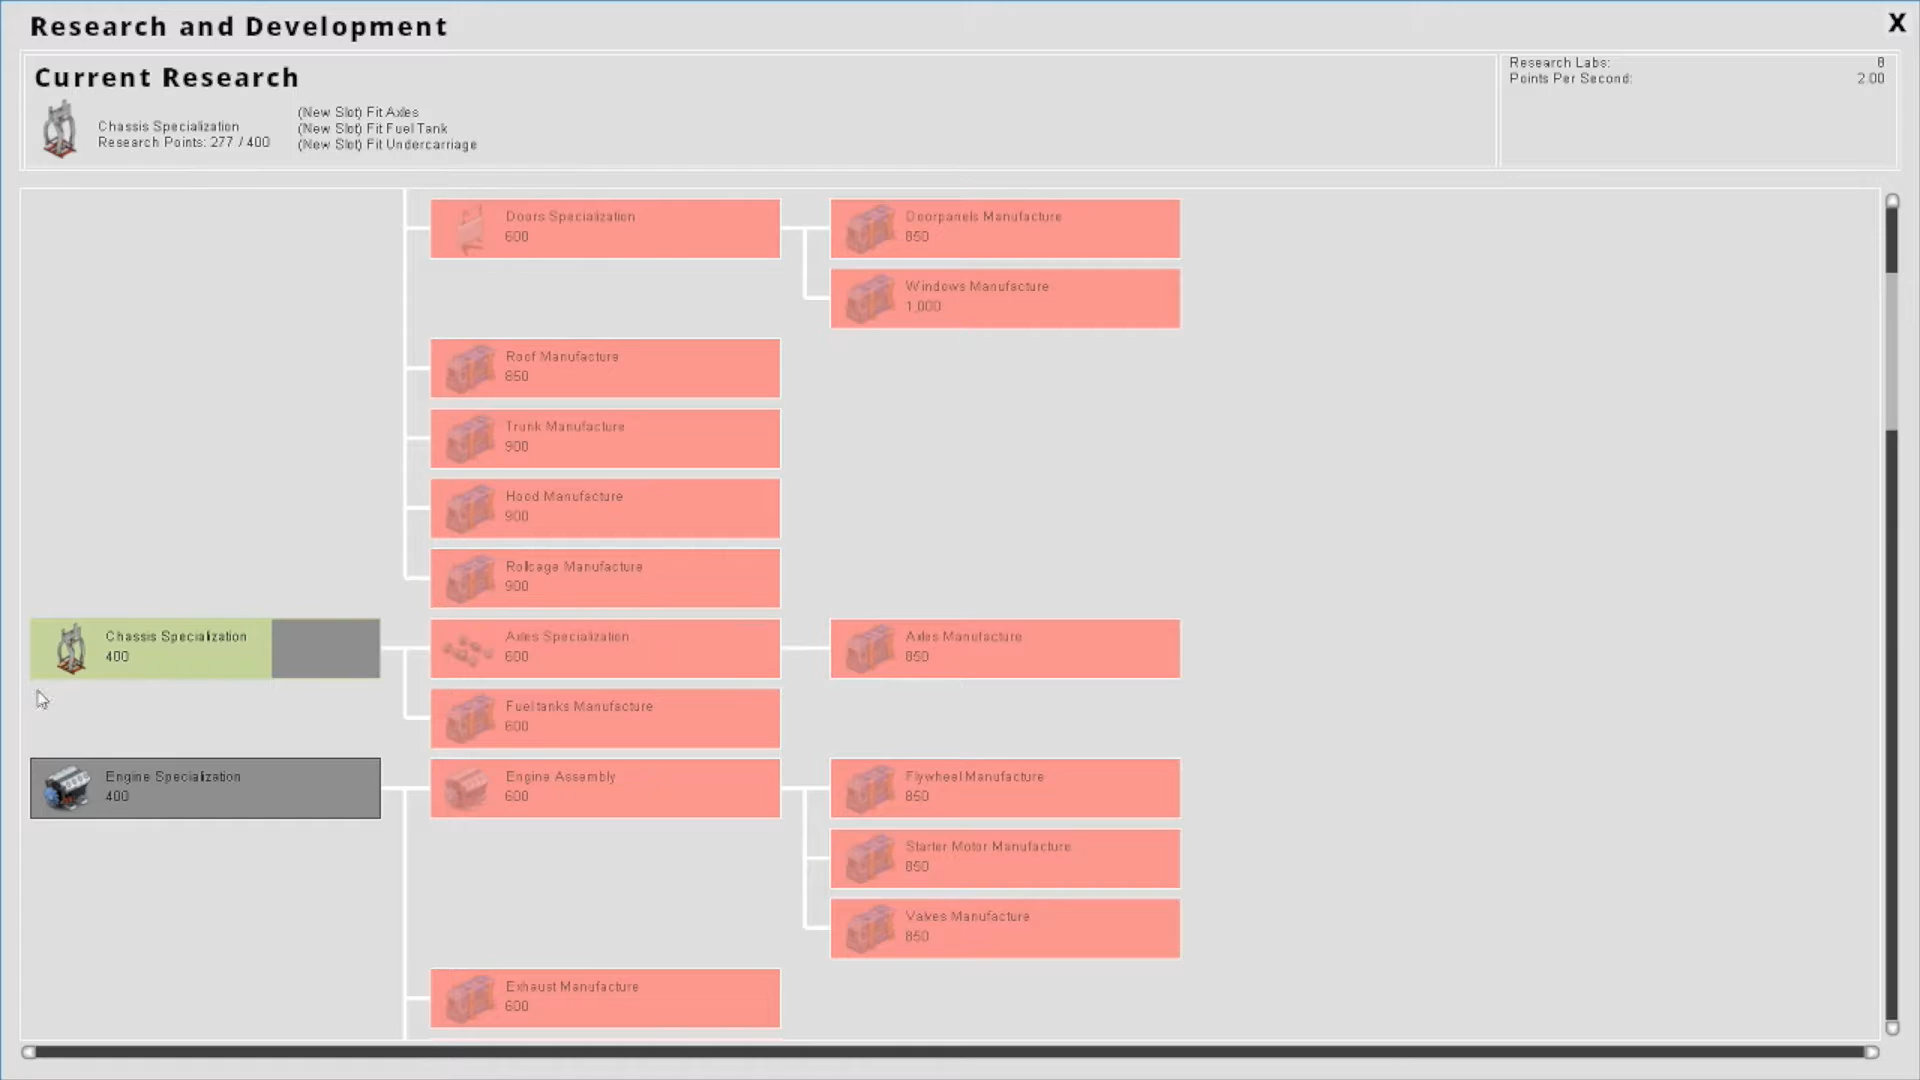 Research and Development
X
Current Research
Chassis Specialization
Research Points: 277 / 400
(New Slot) Fit Axles
(New Slot) Fit Fuel Tank
(New Slot) Fit Undercarriage
Research Labs: 8
Points Per Second: 2.00
Doors Specialization
600
Doorpanels Manufacture
850
Windows Manufacture
1,000
Roof Manufacture
850
Trunk Manufacture
900
Hood Manufacture
900
Rollcage Manufacture
900
Chassis Specialization
400
Axles Specialization
600
Axles Manufacture
850
Fueltanks Manufacture
600
Engine Specialization
400
Engine Assembly
600
Flywheel Manufacture
850
Starter Motor Manufacture
850
Valves Manufacture
850
Exhaust Manufacture
600